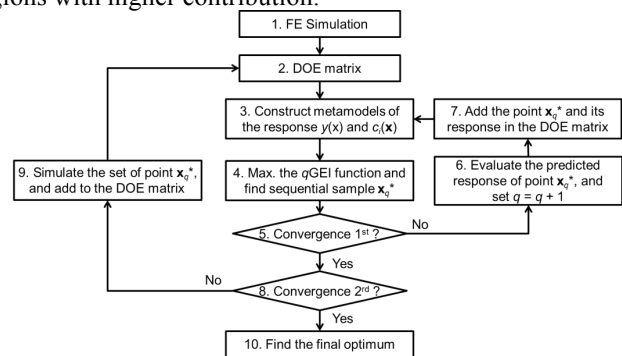 gions with higher contribution.
1. FE Simulation
2. DOE matrix
3. Construct metamodels of
the response y(x) and cᵢ(x)
7. Add the point x_q* and its
response in the DOE matrix
4. Max. the qGEI function and
find sequential sample x_q*
6. Evaluate the predicted
response of point x_q*, and
set q = q + 1
9. Simulate the set of point x_q*,
and add to the DOE matrix
5. Convergence 1st ?
No
Yes
No
8. Convergence 2rd ?
Yes
10. Find the final optimum